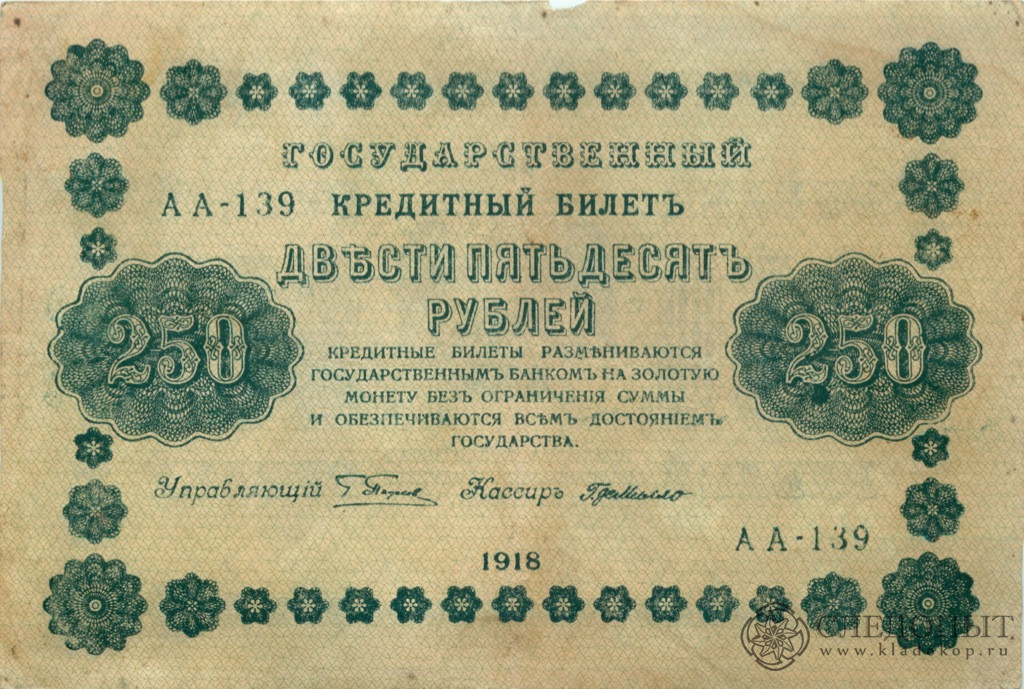 ГОСУДАРСТВЕННЫЙ
АА-139 КРЕДИТНЫЙ БИЛЕТЪ
ДВѢСТИ ПЯТЬДЕСЯТЪ
РУБЛЕЙ
250 250
КРЕДИТНЫЕ БИЛЕТЫ РАЗМѢНИВАЮТСЯ
ГОСУДАРСТВЕННЫМЪ БАНКОМЪ НА ЗОЛОТУЮ
МОНЕТУ БЕЗЪ ОГРАНИЧЕНІЯ СУММЫ
И ОБЕЗПЕЧИВАЮТСЯ ВСѢМЪ ДОСТОЯНІЕМЪ
ГОСУДАРСТВА.
Управляющій Кассиръ
АА-139
1918
СЛЕДОПЫТ
www.kladokop.ru